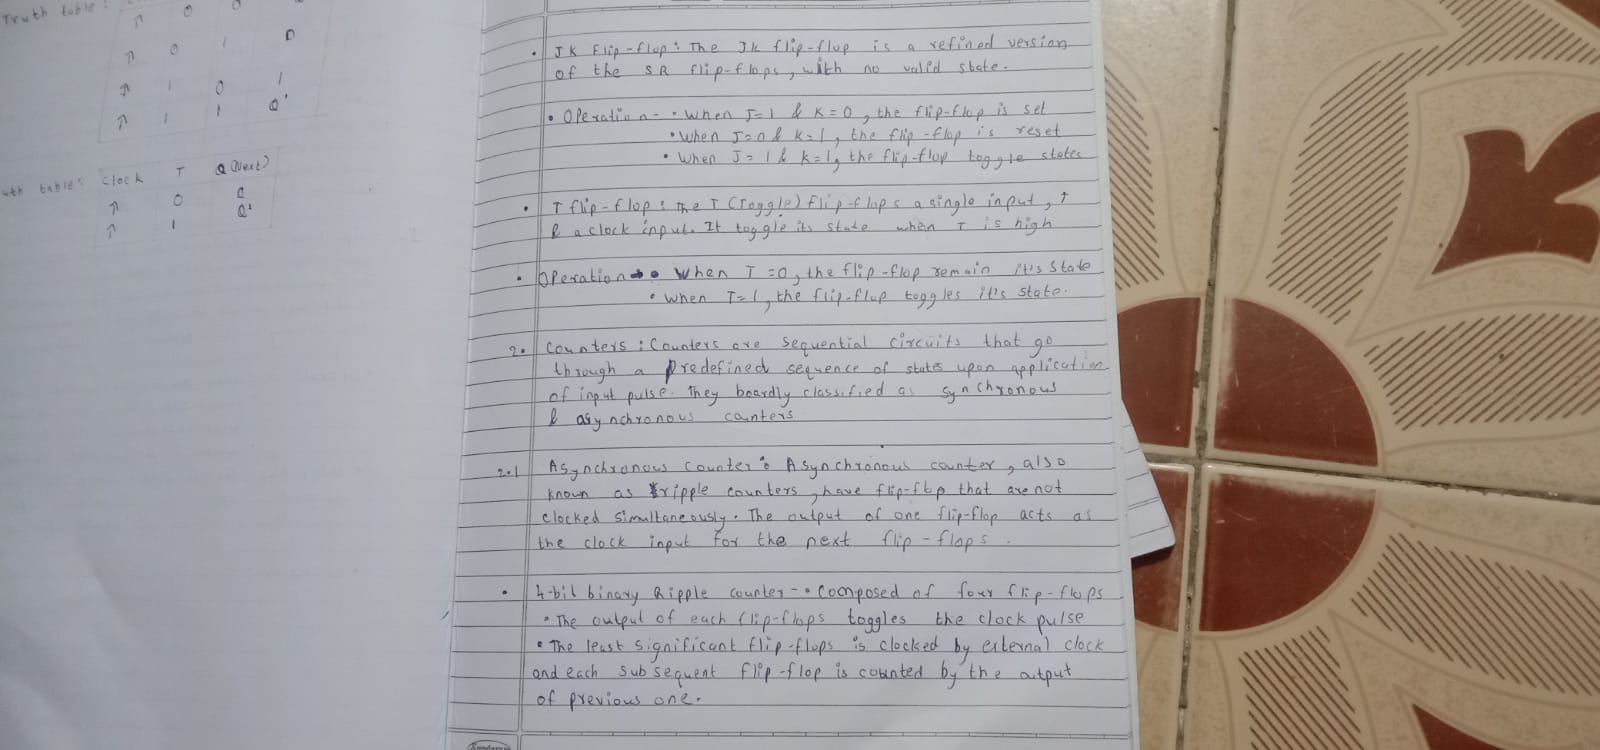 Truth table:
↑ 0 0
↑ 0 1 0
↑ 1 0 1
↑ 1 1 Q'
table: Clock T Q (Next)
↑ 0 Q
↑ 1 Q'
• JK Flip-flop: The Jk flip-flop is a refined version
of the SR flip-flops, with no valid state.
• Operation- • When J=1 & K=0, the flip-flop is set
• When J=0 & k=1, the flip-flop is reset
• When J=1 & k=1, the flip-flop toggle states
• T flip-flop: The T (Toggle) flip-flops a single input, T
& a clock input. It toggle its state when T is high
• Operation → • When T=0, the flip-flop remain it's state
• When T=1, the flip-flop toggles it's state.
2. Counters: Counters are sequential circuits that go
through a predefined sequence of states upon application
of input pulse. They boardly classified as synchronous
& asynchronous canters
2.1 Asynchronous Counter: Asynchronous counter, also
known as ripple counters, have flip-flop that are not
clocked simultaneously. The output of one flip-flop acts as
the clock input for the next flip-flops.
• 4-bit binary Ripple counter- • Composed of four flip-flops
• The output of each flip-flops toggles the clock pulse
• The least significant flip-flops is clocked by external clock
and each subsequent flip-flop is counted by the output
of previous one.